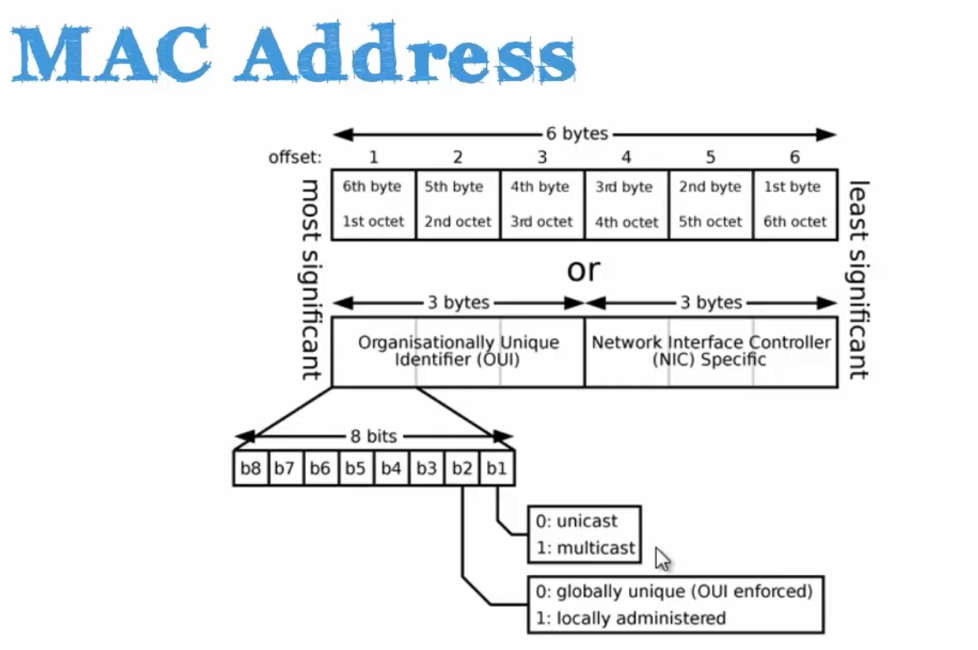 MAC Address
6 bytes
offset: 1 2 3 4 5 6
6th byte 5th byte 4th byte 3rd byte 2nd byte 1st byte
1st octet 2nd octet 3rd octet 4th octet 5th octet 6th octet
most significant
least significant
or
3 bytes 3 bytes
Organisationally Unique
Identifier (OUI)
Network Interface Controller
(NIC) Specific
8 bits
b8 b7 b6 b5 b4 b3 b2 b1
0: unicast
1: multicast
0: globally unique (OUI enforced)
1: locally administered